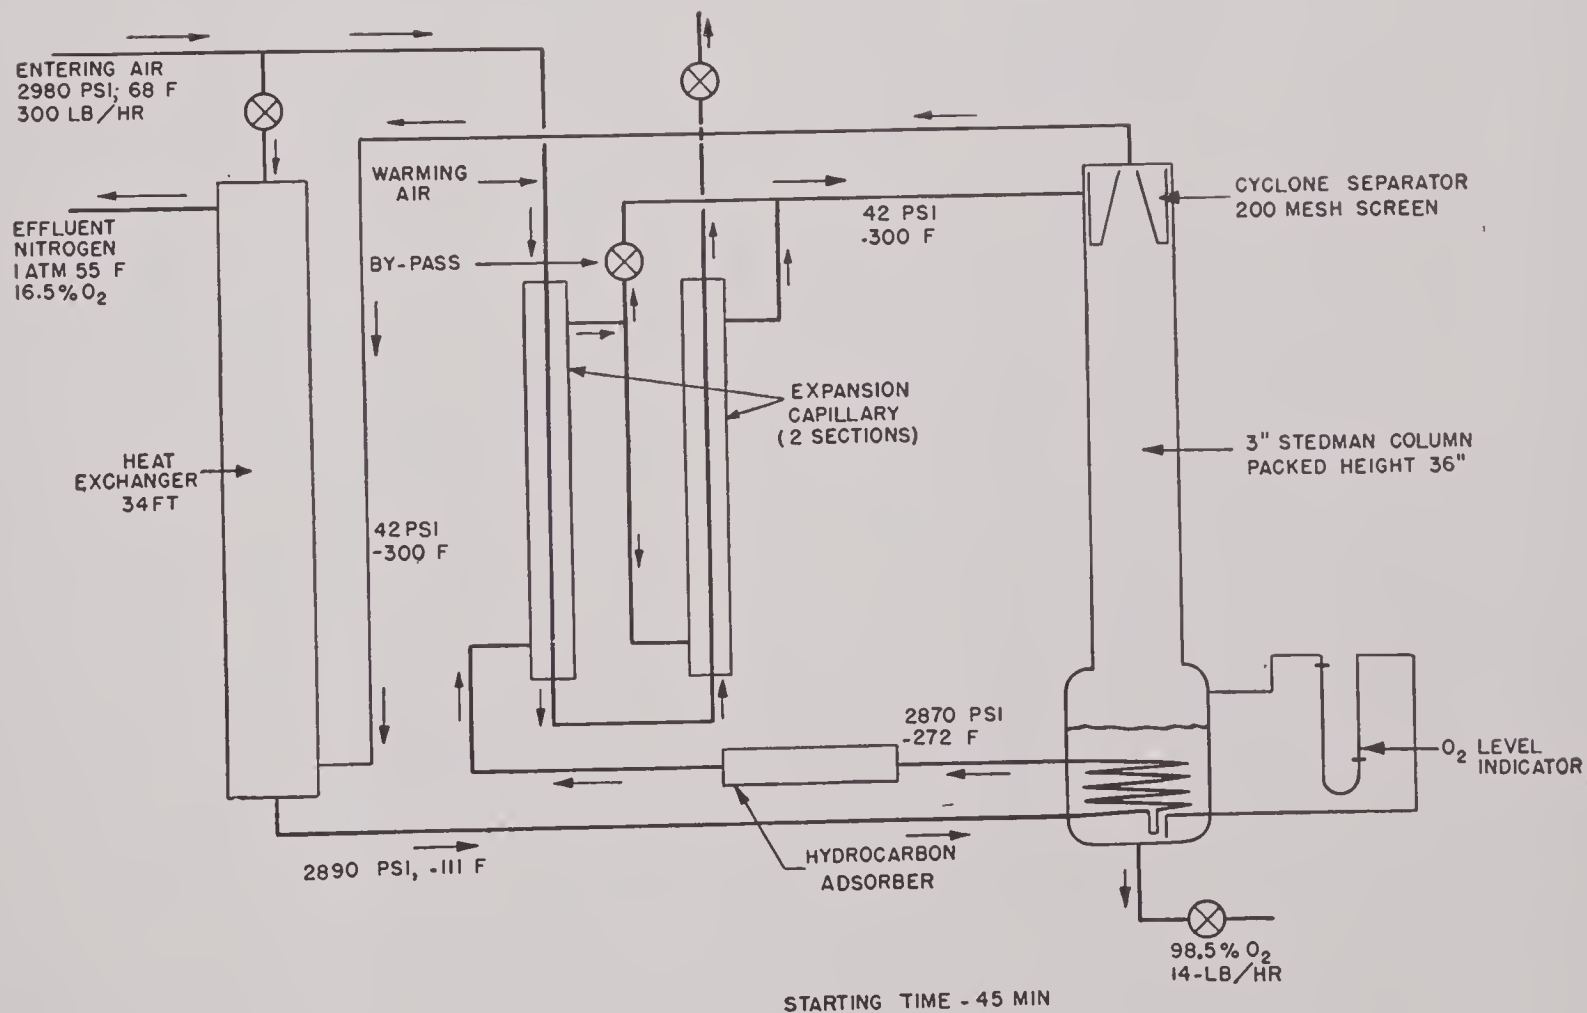 ENTERING AIR
2980 PSI; 68 F
300 LB/HR
EFFLUENT
NITROGEN
1 ATM 55 F
16.5% O₂
WARMING
AIR
BY-PASS
42 PSI
-300 F
CYCLONE SEPARATOR
200 MESH SCREEN
EXPANSION
CAPILLARY
(2 SECTIONS)
3" STEDMAN COLUMN
PACKED HEIGHT 36"
HEAT
EXCHANGER
34 FT
42 PSI
-300 F
2870 PSI
-272 F
O₂ LEVEL
INDICATOR
HYDROCARBON
ADSORBER
2890 PSI, -111 F
98.5% O₂
14-LB/HR
STARTING TIME - 45 MIN